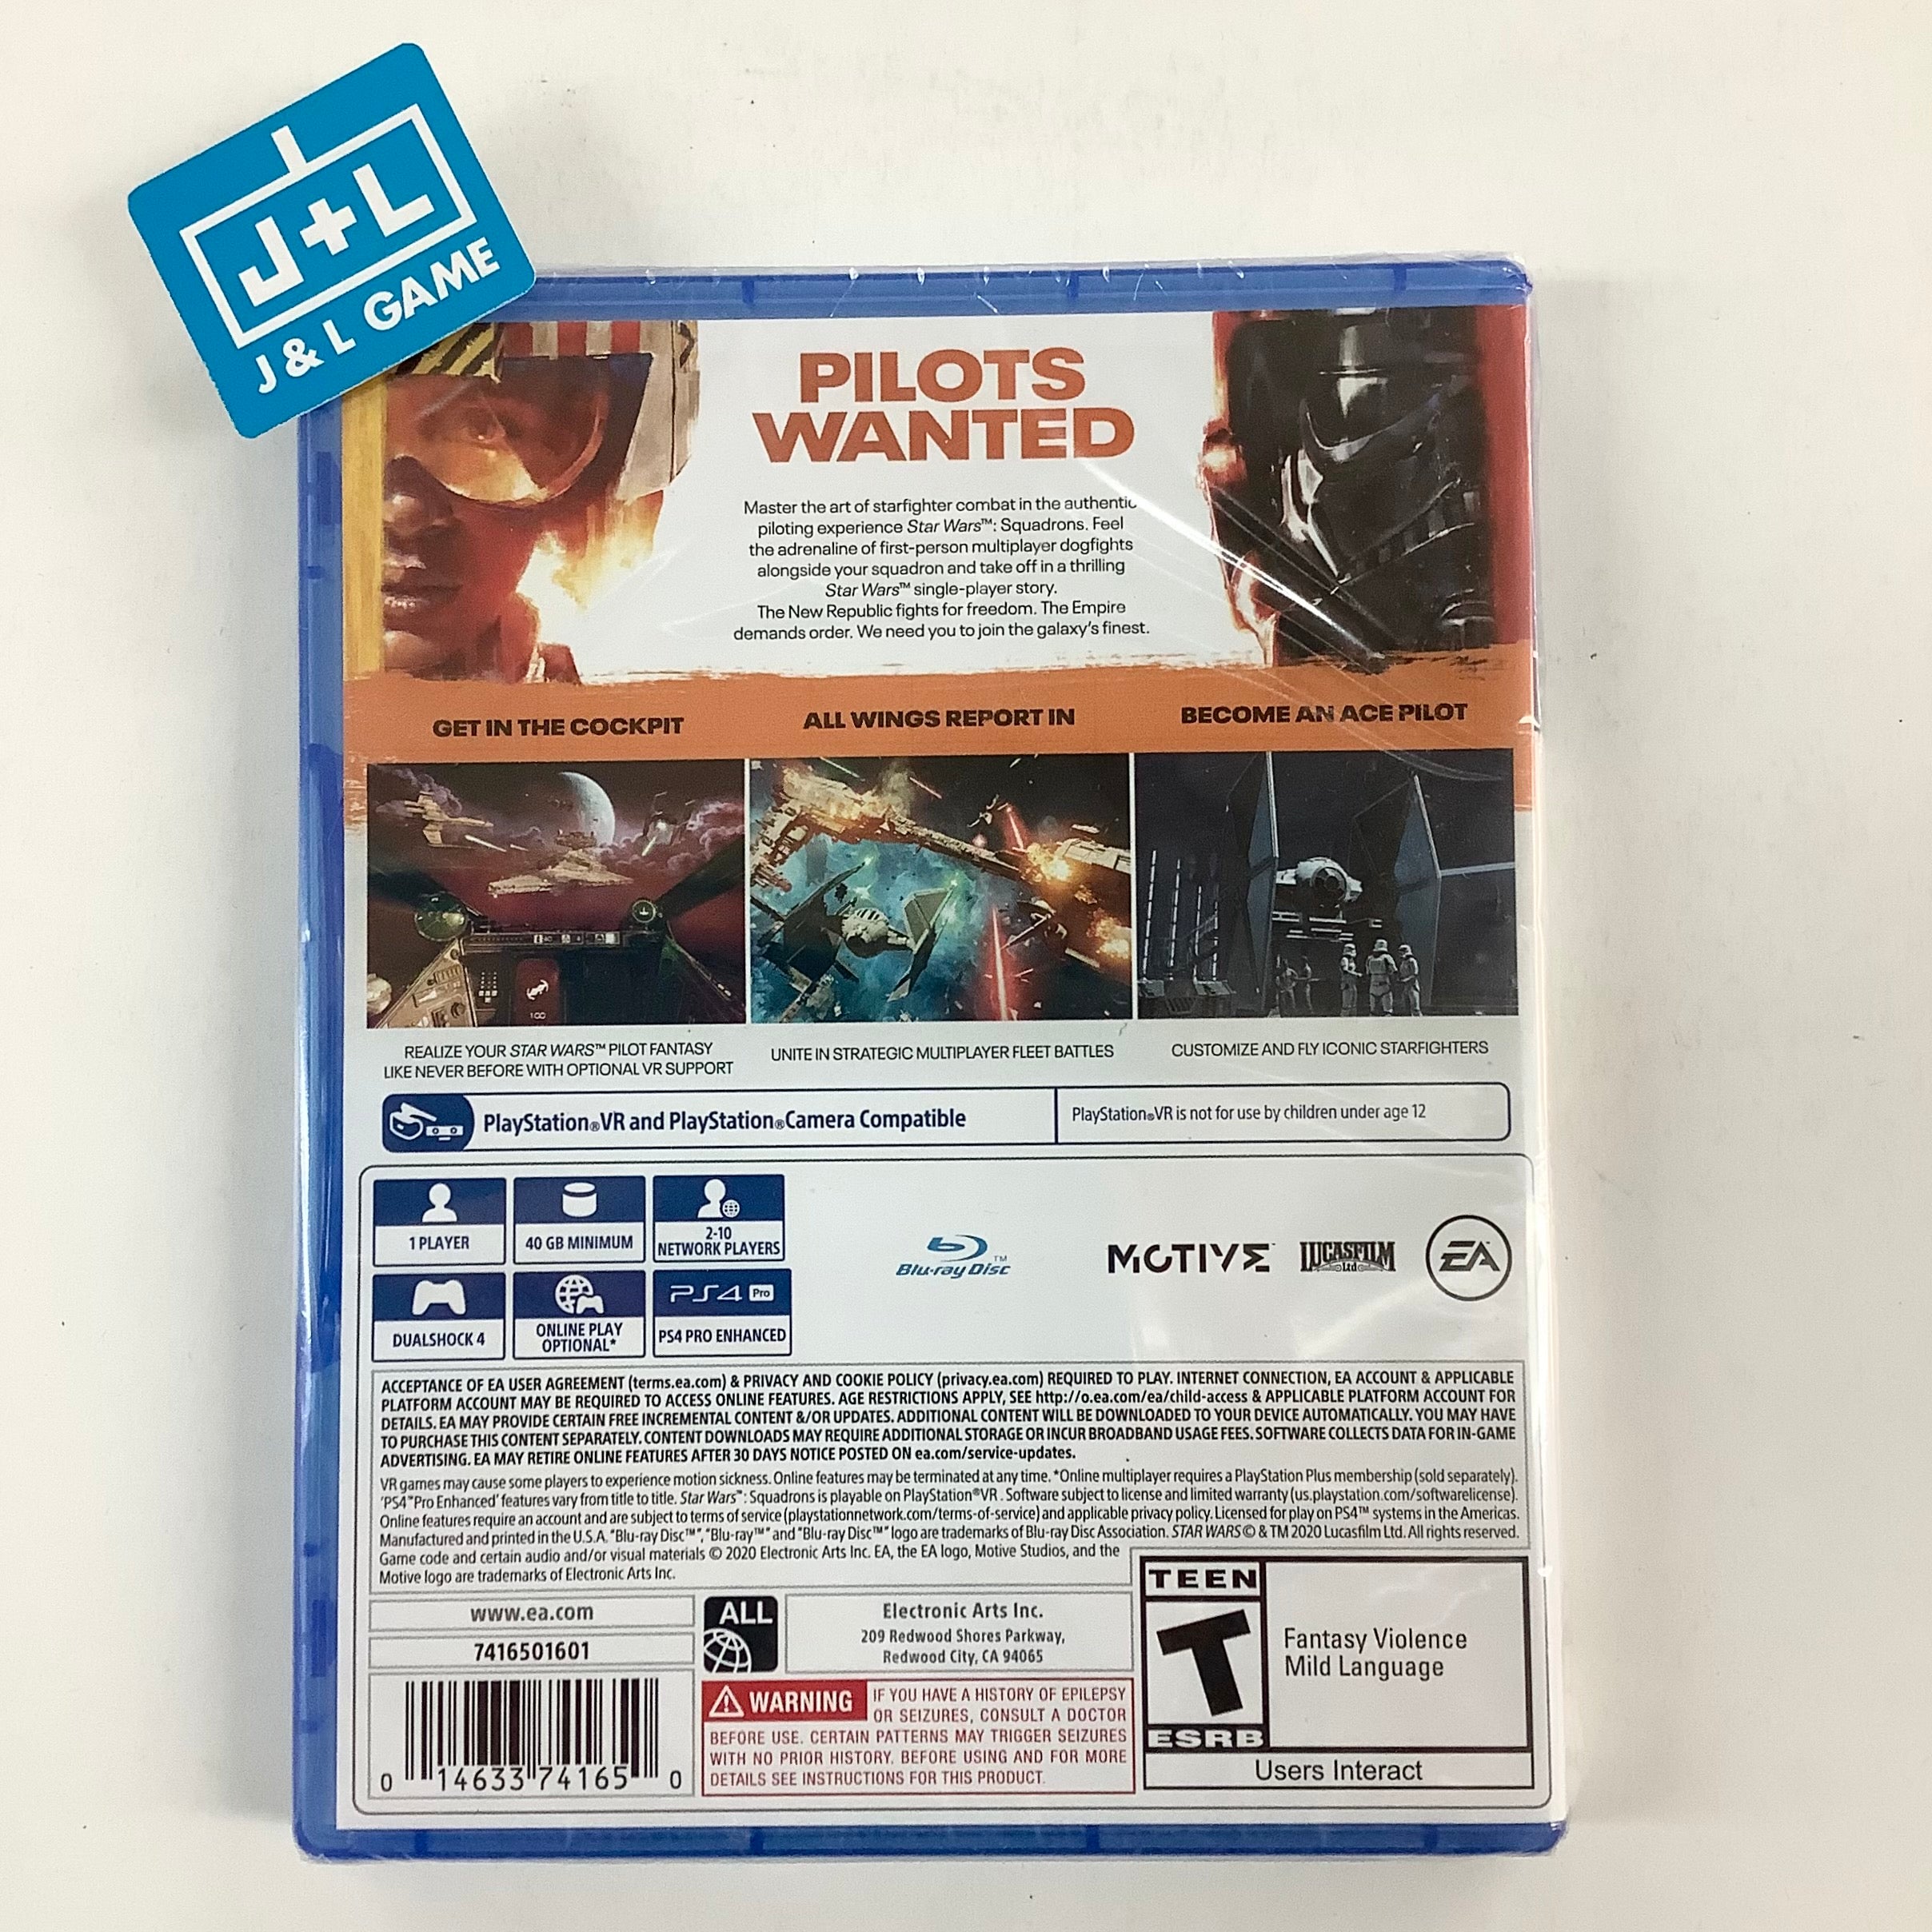 J+L
J & L GAME
PILOTS
WANTED
Master the art of starfighter combat in the authentic
piloting experience Star Wars™: Squadrons. Feel
the adrenaline of first-person multiplayer dogfights
alongside your squadron and take off in a thrilling
Star Wars™ single-player story.
The New Republic fights for freedom. The Empire
demands order. We need you to join the galaxy's finest.
GET IN THE COCKPIT
ALL WINGS REPORT IN
BECOME AN ACE PILOT
100
REALIZE YOUR STAR WARS™ PILOT FANTASY
LIKE NEVER BEFORE WITH OPTIONAL VR SUPPORT
UNITE IN STRATEGIC MULTIPLAYER FLEET BATTLES
CUSTOMIZE AND FLY ICONIC STARFIGHTERS
PlayStation®VR and PlayStation®Camera Compatible
PlayStation®VR is not for use by children under age 12
1 PLAYER
40 GB MINIMUM
2-10
NETWORK PLAYERS
DUALSHOCK 4
ONLINE PLAY
OPTIONAL*
PS4 Pro
PS4 PRO ENHANCED
Blu-ray Disc™
MOTIVE
LUCASFILM
Ltd
EA
ACCEPTANCE OF EA USER AGREEMENT (terms.ea.com) & PRIVACY AND COOKIE POLICY (privacy.ea.com) REQUIRED TO PLAY. INTERNET CONNECTION, EA ACCOUNT & APPLICABLE
PLATFORM ACCOUNT MAY BE REQUIRED TO ACCESS ONLINE FEATURES. AGE RESTRICTIONS APPLY, SEE http://o.ea.com/ea/child-access & APPLICABLE PLATFORM ACCOUNT FOR
DETAILS. EA MAY PROVIDE CERTAIN FREE INCREMENTAL CONTENT &/OR UPDATES. ADDITIONAL CONTENT WILL BE DOWNLOADED TO YOUR DEVICE AUTOMATICALLY. YOU MAY HAVE
TO PURCHASE THIS CONTENT SEPARATELY. CONTENT DOWNLOADS MAY REQUIRE ADDITIONAL STORAGE OR INCUR BROADBAND USAGE FEES. SOFTWARE COLLECTS DATA FOR IN-GAME
ADVERTISING. EA MAY RETIRE ONLINE FEATURES AFTER 30 DAYS NOTICE POSTED ON ea.com/service-updates.
VR games may cause some players to experience motion sickness. Online features may be terminated at any time. *Online multiplayer requires a PlayStation Plus membership (sold separately).
'PS4™Pro Enhanced' features vary from title to title. Star Wars™: Squadrons is playable on PlayStation®VR. Software subject to license and limited warranty (us.playstation.com/softwarelicense).
Online features require an account and are subject to terms of service (playstationnetwork.com/terms-of-service) and applicable privacy policy. Licensed for play on PS4™ systems in the Americas.
Manufactured and printed in the U.S.A. "Blu-ray Disc™", "Blu-ray™" and "Blu-ray Disc™" logo are trademarks of Blu-ray Disc Association. STAR WARS © & TM 2020 Lucasfilm Ltd. All rights reserved.
Game code and certain audio and/or visual materials © 2020 Electronic Arts Inc. EA, the EA logo, Motive Studios, and the
Motive logo are trademarks of Electronic Arts Inc.
www.ea.com
7416501601
0 14633 74165 0
ALL
Electronic Arts Inc.
209 Redwood Shores Parkway,
Redwood City, CA 94065
WARNING IF YOU HAVE A HISTORY OF EPILEPSY
OR SEIZURES, CONSULT A DOCTOR
BEFORE USE. CERTAIN PATTERNS MAY TRIGGER SEIZURES
WITH NO PRIOR HISTORY. BEFORE USING AND FOR MORE
DETAILS SEE INSTRUCTIONS FOR THIS PRODUCT.
TEEN
T
ESRB
Fantasy Violence
Mild Language
Users Interact